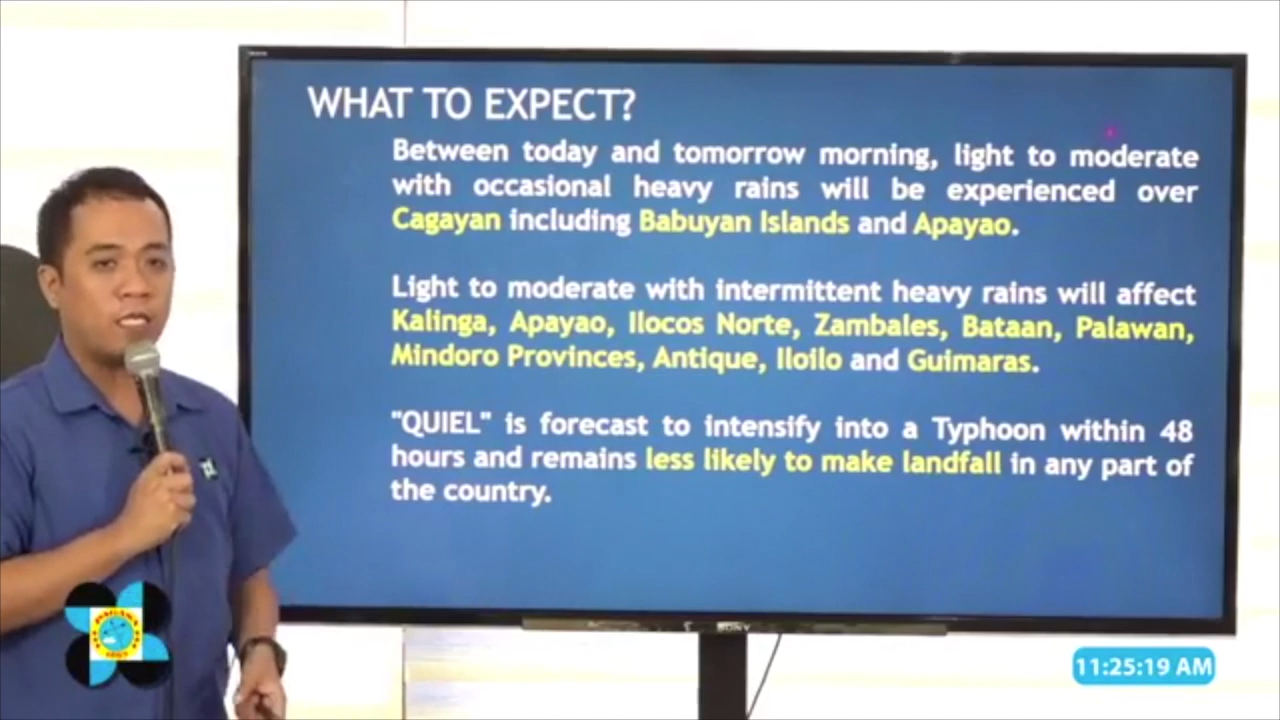 WHAT TO EXPECT?
Between today and tomorrow morning, light to moderate
with occasional heavy rains will be experienced over
Cagayan including Babuyan Islands and Apayao.
Light to moderate with intermittent heavy rains will affect
Kalinga, Apayao, Ilocos Norte, Zambales, Bataan, Palawan,
Mindoro Provinces, Antique, Iloilo and Guimaras.
"QUIEL" is forecast to intensify into a Typhoon within 48
hours and remains less likely to make landfall in any part of
the country.
11:25:19 AM